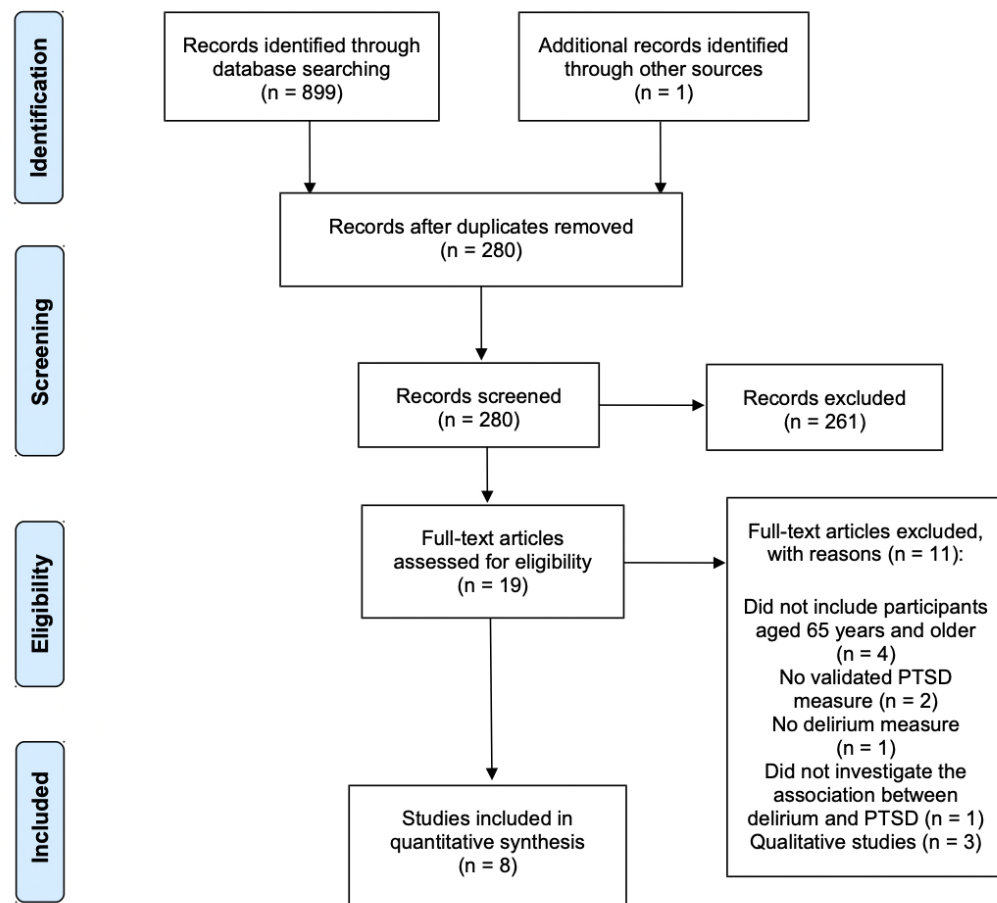 Identification
Records identified through
database searching
(n = 899)
Additional records identified
through other sources
(n = 1)
Records after duplicates removed
(n = 280)
Screening
Records screened
(n = 280)
Records excluded
(n = 261)
Eligibility
Full-text articles
assessed for eligibility
(n = 19)
Full-text articles excluded,
with reasons (n = 11):
Did not include participants
aged 65 years and older
(n = 4)
No validated PTSD
measure (n = 2)
No delirium measure
(n = 1)
Did not investigate the
association between
delirium and PTSD (n = 1)
Qualitative studies (n = 3)
Included
Studies included in
quantitative synthesis
(n = 8)